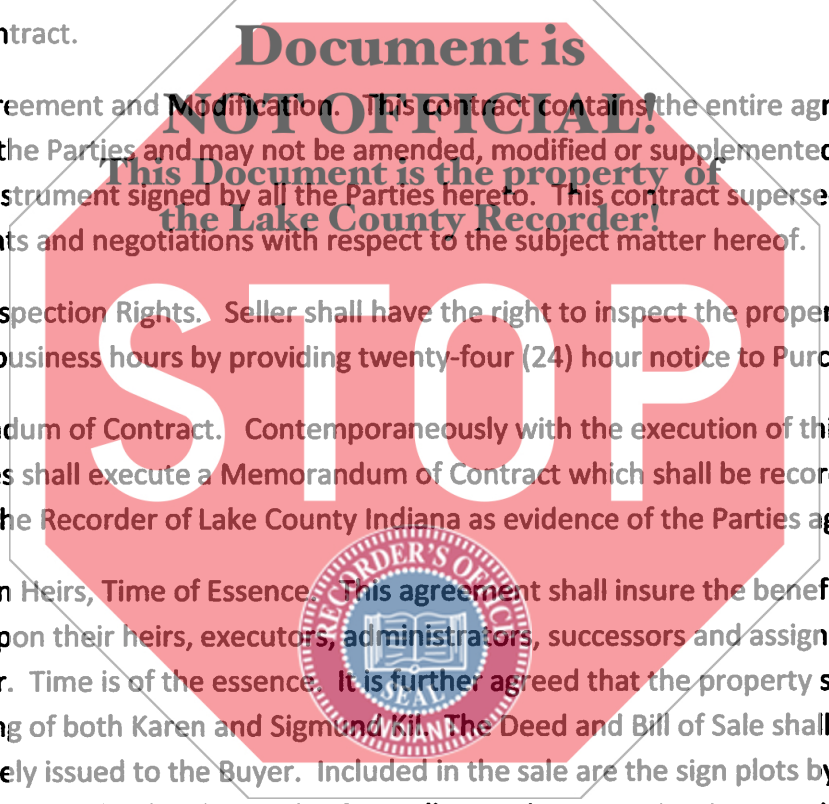 ntract.
Document is
NOT OFFICIAL!
This Document is the property of
the Lake County Recorder!
reement and Modification. This contract contains the entire agr
the Parties and may not be amended, modified or supplemented
strument signed by all the Parties hereto. This contract superse
ts and negotiations with respect to the subject matter hereof.
spection Rights. Seller shall have the right to inspect the proper
business hours by providing twenty-four (24) hour notice to Purc
STOP
dum of Contract. Contemporaneously with the execution of thi
s shall execute a Memorandum of Contract which shall be recor
he Recorder of Lake County Indiana as evidence of the Parties ag
n Heirs, Time of Essence. This agreement shall insure the benef
pon their heirs, executors, administrators, successors and assign
r. Time is of the essence. It is further agreed that the property s
ng of both Karen and Sigmund Kil. The Deed and Bill of Sale shall
ely issued to the Buyer. Included in the sale are the sign plots by
RECORDER'S OFFICE
SEAL
INDIANA